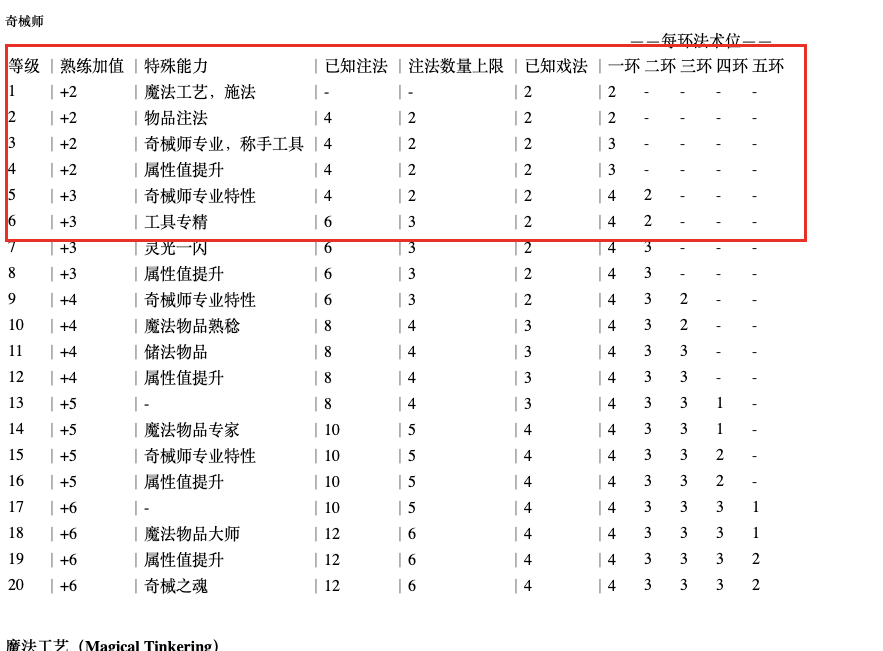 奇械师
－－每环法术位－－
等级 | 熟练加值 | 特殊能力 | 已知注法 | 注法数量上限 | 已知戏法 | 一环 二环 三环 四环 五环
1 | +2 | 魔法工艺，施法 | - | - | 2 | 2 - - - -
2 | +2 | 物品注法 | 4 | 2 | 2 | 2 - - - -
3 | +2 | 奇械师专业，称手工具 | 4 | 2 | 2 | 3 - - - -
4 | +2 | 属性值提升 | 4 | 2 | 2 | 3 - - - -
5 | +3 | 奇械师专业特性 | 4 | 2 | 2 | 4 2 - - -
6 | +3 | 工具专精 | 6 | 3 | 2 | 4 2 - - -
7 | +3 | 灵光一闪 | 6 | 3 | 2 | 4 3 - - -
8 | +3 | 属性值提升 | 6 | 3 | 2 | 4 3 - - -
9 | +4 | 奇械师专业特性 | 6 | 3 | 2 | 4 3 2 - -
10 | +4 | 魔法物品熟稔 | 8 | 4 | 3 | 4 3 2 - -
11 | +4 | 储法物品 | 8 | 4 | 3 | 4 3 3 - -
12 | +4 | 属性值提升 | 8 | 4 | 3 | 4 3 3 - -
13 | +5 | - | 8 | 4 | 3 | 4 3 3 1 -
14 | +5 | 魔法物品专家 | 10 | 5 | 4 | 4 3 3 1 -
15 | +5 | 奇械师专业特性 | 10 | 5 | 4 | 4 3 3 2 -
16 | +5 | 属性值提升 | 10 | 5 | 4 | 4 3 3 2 -
17 | +6 | - | 10 | 5 | 4 | 4 3 3 3 1
18 | +6 | 魔法物品大师 | 12 | 6 | 4 | 4 3 3 3 1
19 | +6 | 属性值提升 | 12 | 6 | 4 | 4 3 3 3 2
20 | +6 | 奇械之魂 | 12 | 6 | 4 | 4 3 3 3 2
魔法工艺（Magical Tinkering）